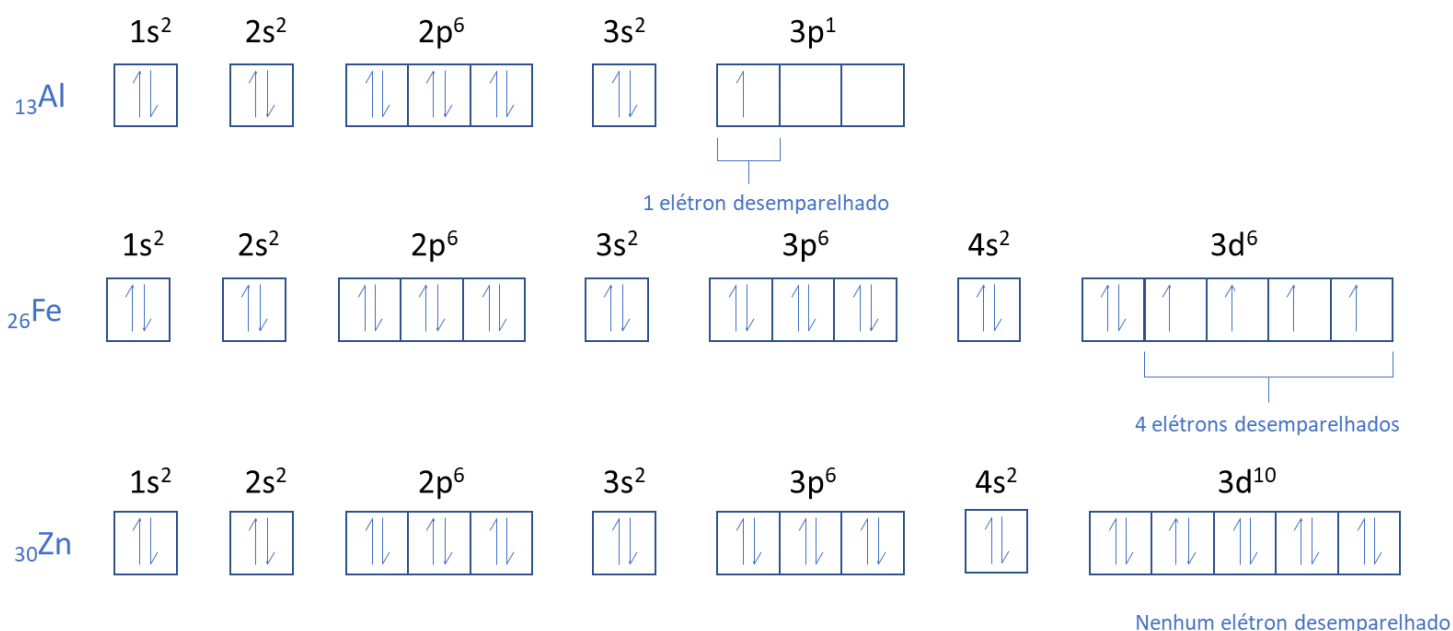 1s² 2s² 2p⁶ 3s² 3p¹
₁₃Al
1 elétron desemparelhado
1s² 2s² 2p⁶ 3s² 3p⁶ 4s² 3d⁶
₂₆Fe
4 elétrons desemparelhados
1s² 2s² 2p⁶ 3s² 3p⁶ 4s² 3d¹⁰
₃₀Zn
Nenhum elétron desemparelhado